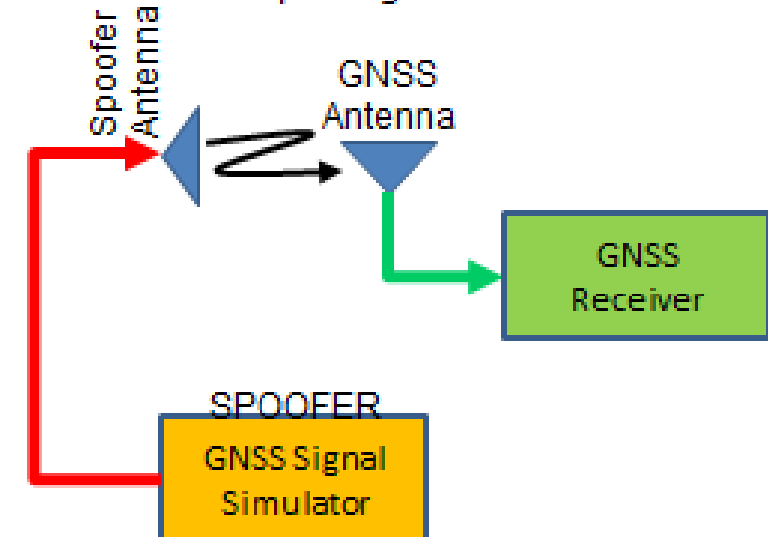 Spoofer
Antenna
GNSS
Antenna
GNSS
Receiver
SPOOFER
GNSS Signal
Simulator